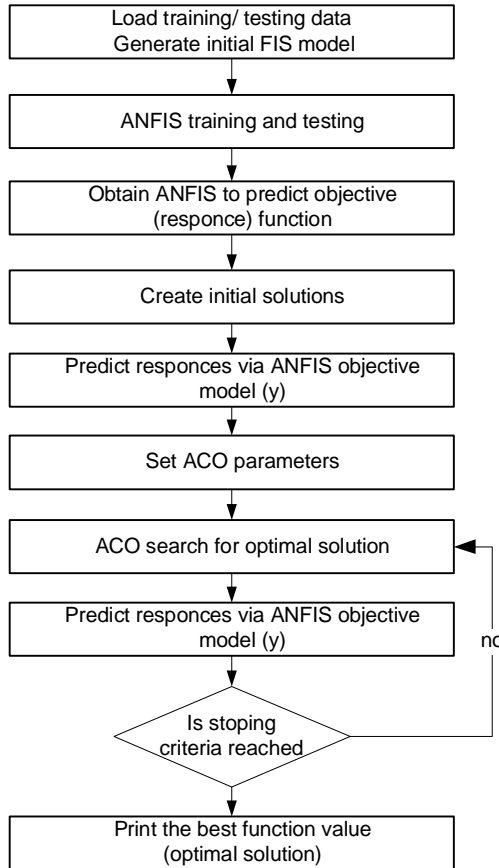 Load training/ testing data
Generate initial FIS model
ANFIS training and testing
Obtain ANFIS to predict objective
(responce) function
Create initial solutions
Predict responces via ANFIS objective
model (y)
Set ACO parameters
ACO search for optimal solution
Predict responces via ANFIS objective
model (y)
no
Is stoping
criteria reached
Print the best function value
(optimal solution)